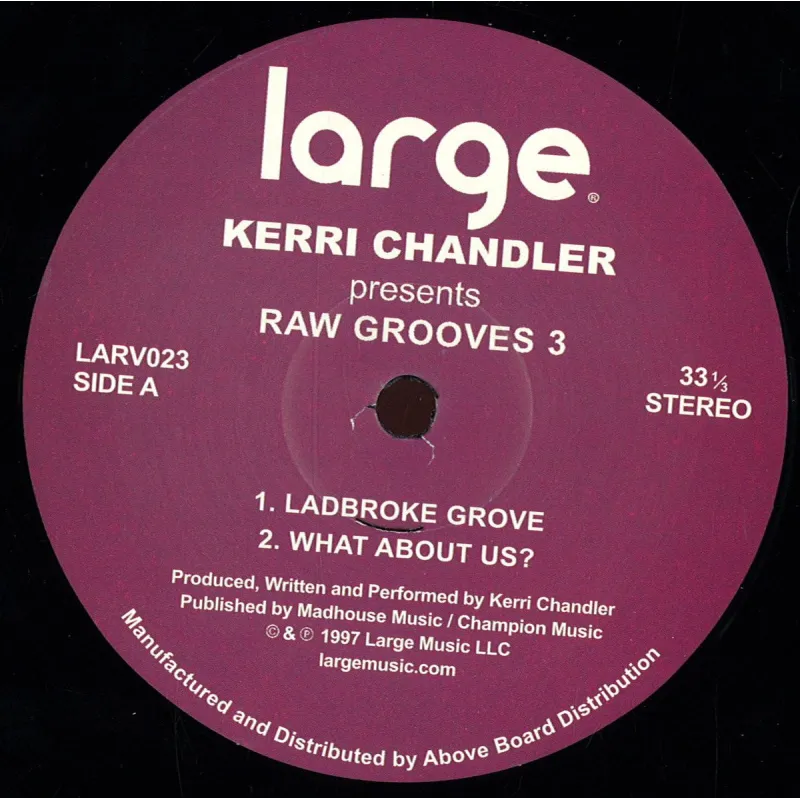 large®
KERRI CHANDLER
presents
RAW GROOVES 3
LARV023
SIDE A
33 ⅓
STEREO
1. LADBROKE GROVE
2. WHAT ABOUT US?
Produced, Written and Performed by Kerri Chandler
Published by Madhouse Music / Champion Music
© & ℗ 1997 Large Music LLC
largemusic.com
Manufactured and Distributed by Above Board Distribution